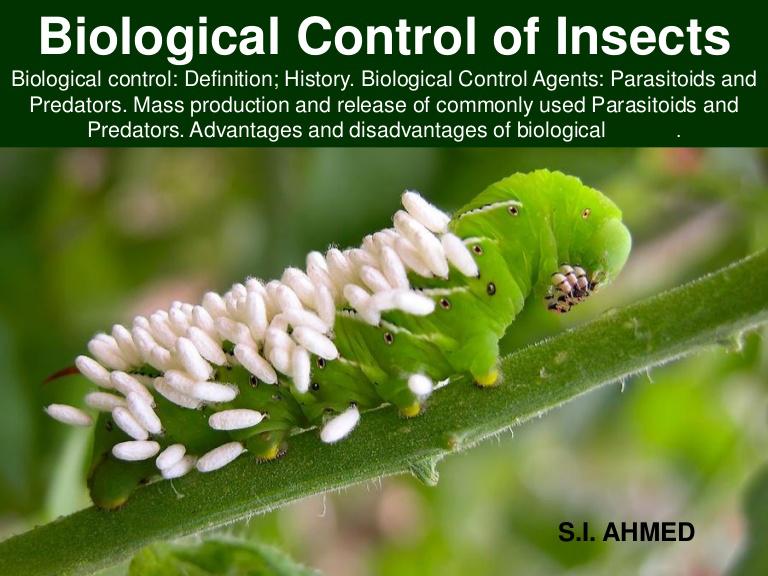 Biological Control of Insects
Biological control: Definition; History. Biological Control Agents: Parasitoids and
Predators. Mass production and release of commonly used Parasitoids and
Predators. Advantages and disadvantages of biological .
S.I. AHMED